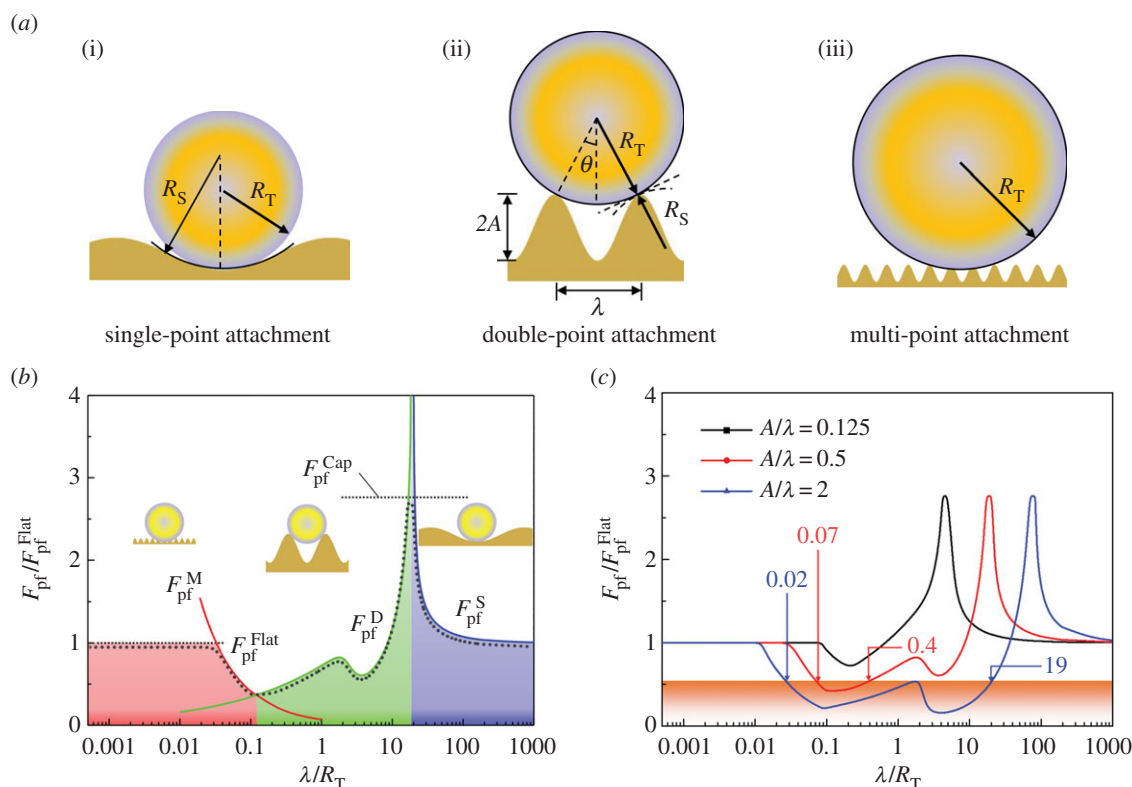 (a)
(i)
(ii)
(iii)
R_S
R_T
θ
R_T
2A
R_S
λ
R_T
single-point attachment
double-point attachment
multi-point attachment
(b)
4
3
2
1
0
F_pf/F_pf^Flat
F_pf^Cap
F_pf^M
F_pf^Flat
F_pf^D
F_pf^S
0.001 0.01 0.1 1 10 100 1000
λ/R_T
(c)
4
3
2
1
0
F_pf/F_pf^Flat
A/λ = 0.125
A/λ = 0.5
A/λ = 2
0.07
0.02
0.4
19
0.001 0.01 0.1 1 10 100 1000
λ/R_T